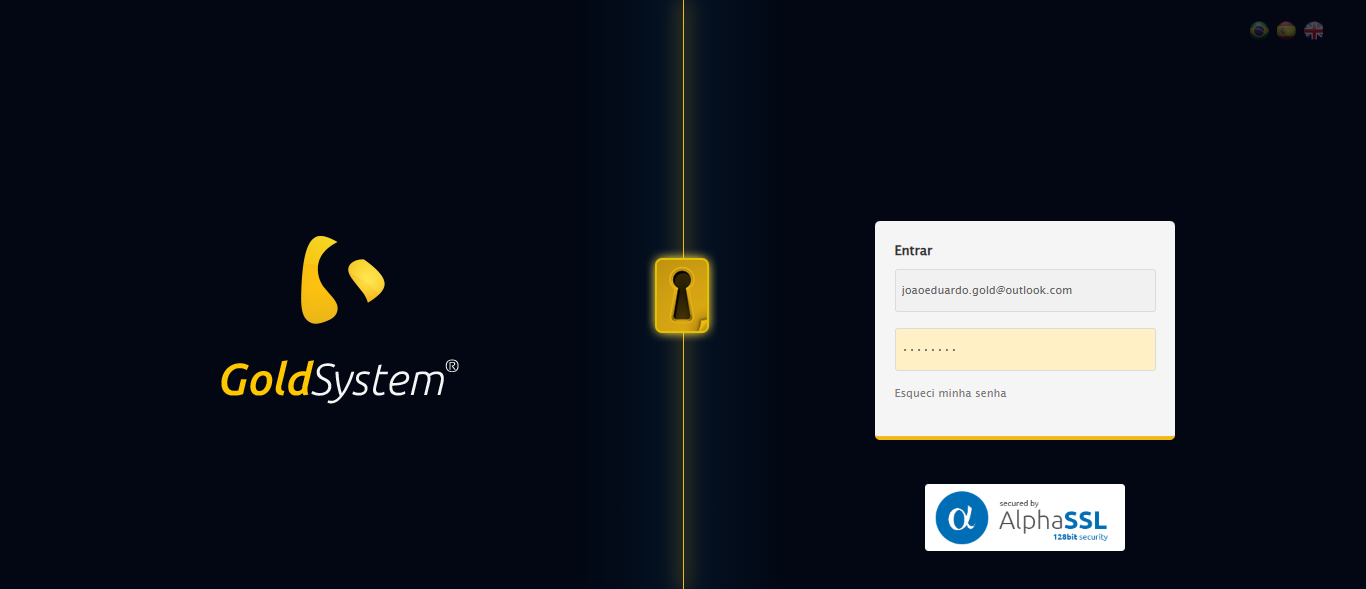 GoldSystem®
Entrar
joaoeduardo.gold@outlook.com
········
Esqueci minha senha
α
secured by
AlphaSSL
128bit security